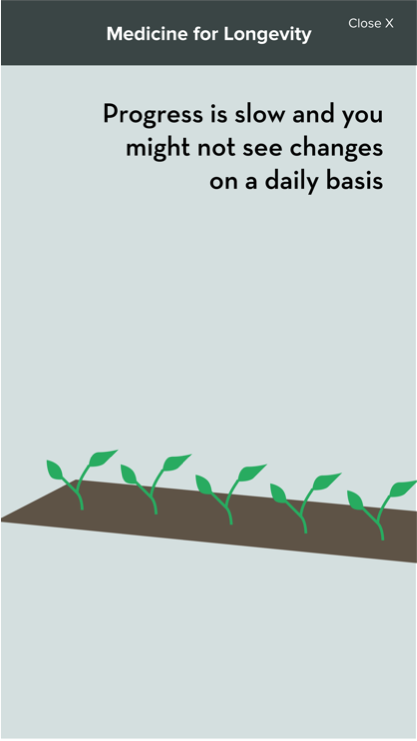 Medicine for Longevity
Close X
Progress is slow and you
might not see changes
on a daily basis